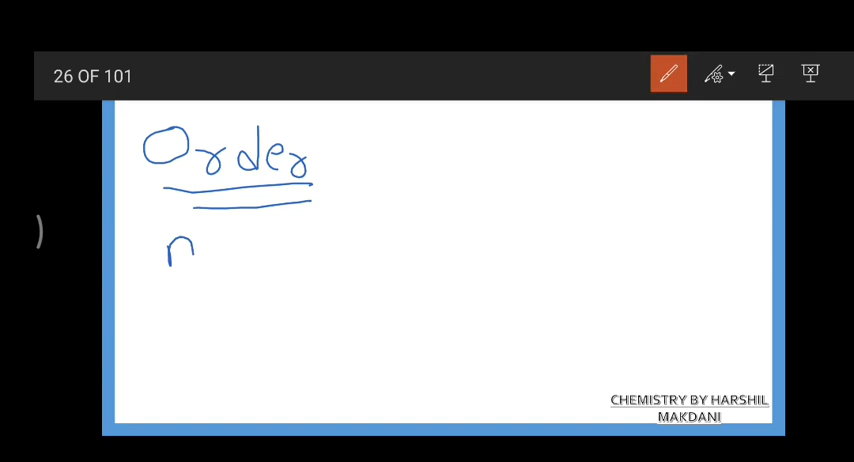 26 OF 101
Order
n
CHEMISTRY BY HARSHIL
MAKDANI